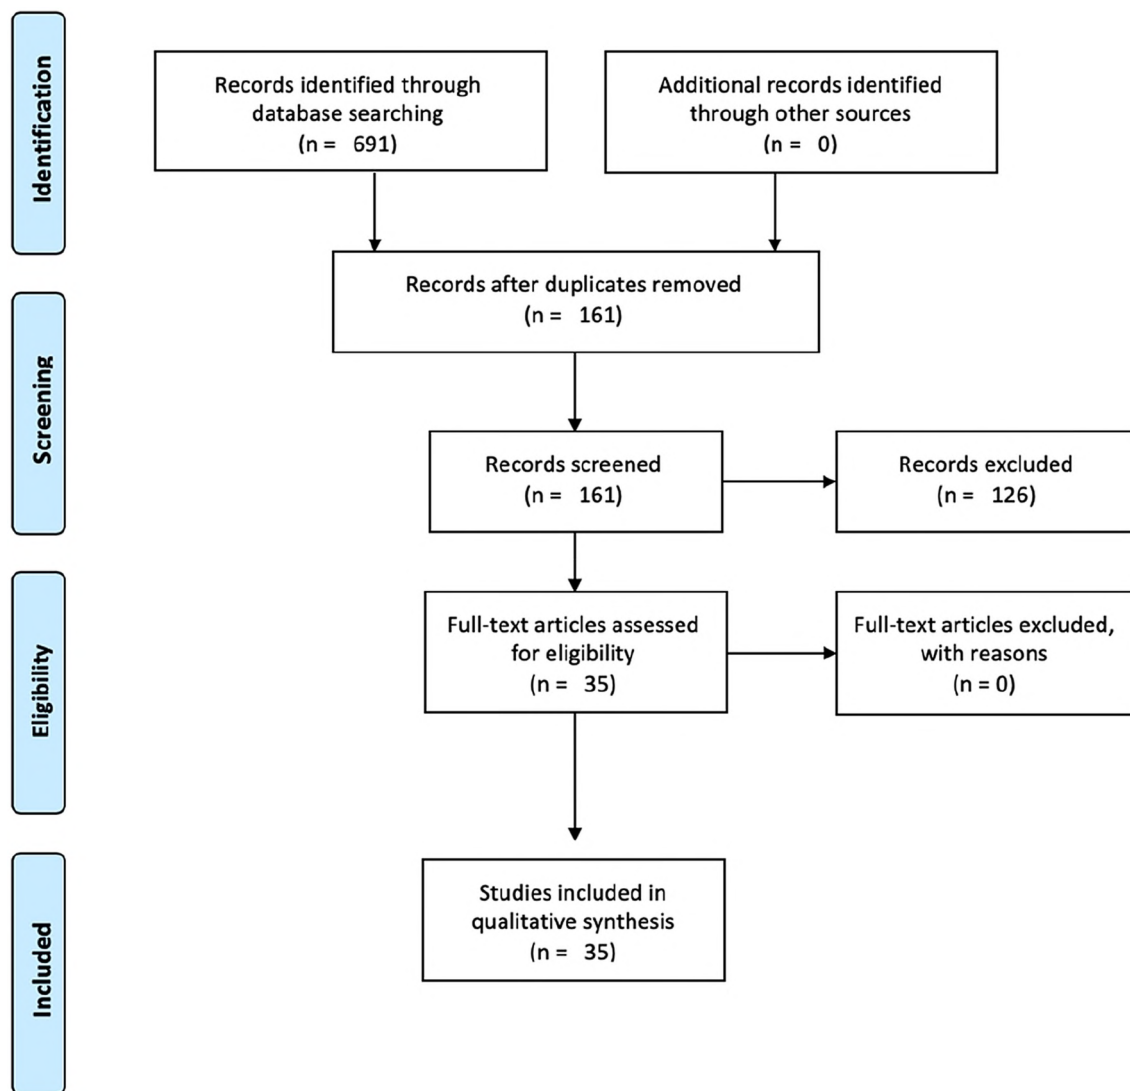 Identification
Records identified through
database searching
(n = 691)
Additional records identified
through other sources
(n = 0)
Records after duplicates removed
(n = 161)
Screening
Records screened
(n = 161)
Records excluded
(n = 126)
Eligibility
Full-text articles assessed
for eligibility
(n = 35)
Full-text articles excluded,
with reasons
(n = 0)
Included
Studies included in
qualitative synthesis
(n = 35)